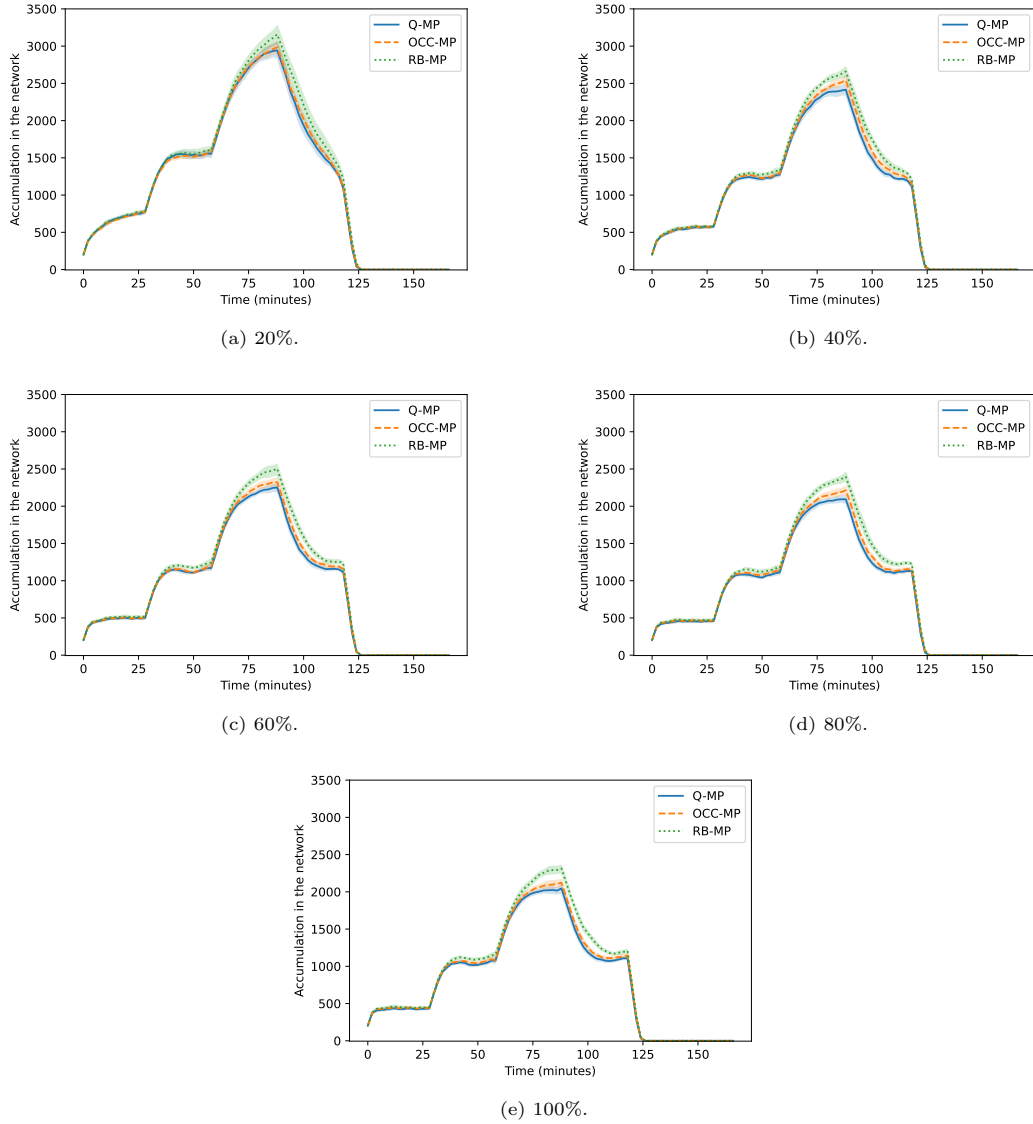 3500
3000
2500
2000
1500
1000
500
0
Accumulation in the network
Q-MP
OCC-MP
RB-MP
0 25 50 75 100 125 150
Time (minutes)
(a) 20%.
3500
3000
2500
2000
1500
1000
500
0
Accumulation in the network
Q-MP
OCC-MP
RB-MP
0 25 50 75 100 125 150
Time (minutes)
(b) 40%.
3500
3000
2500
2000
1500
1000
500
0
Accumulation in the network
Q-MP
OCC-MP
RB-MP
0 25 50 75 100 125 150
Time (minutes)
(c) 60%.
3500
3000
2500
2000
1500
1000
500
0
Accumulation in the network
Q-MP
OCC-MP
RB-MP
0 25 50 75 100 125 150
Time (minutes)
(d) 80%.
3500
3000
2500
2000
1500
1000
500
0
Accumulation in the network
Q-MP
OCC-MP
RB-MP
0 25 50 75 100 125 150
Time (minutes)
(e) 100%.